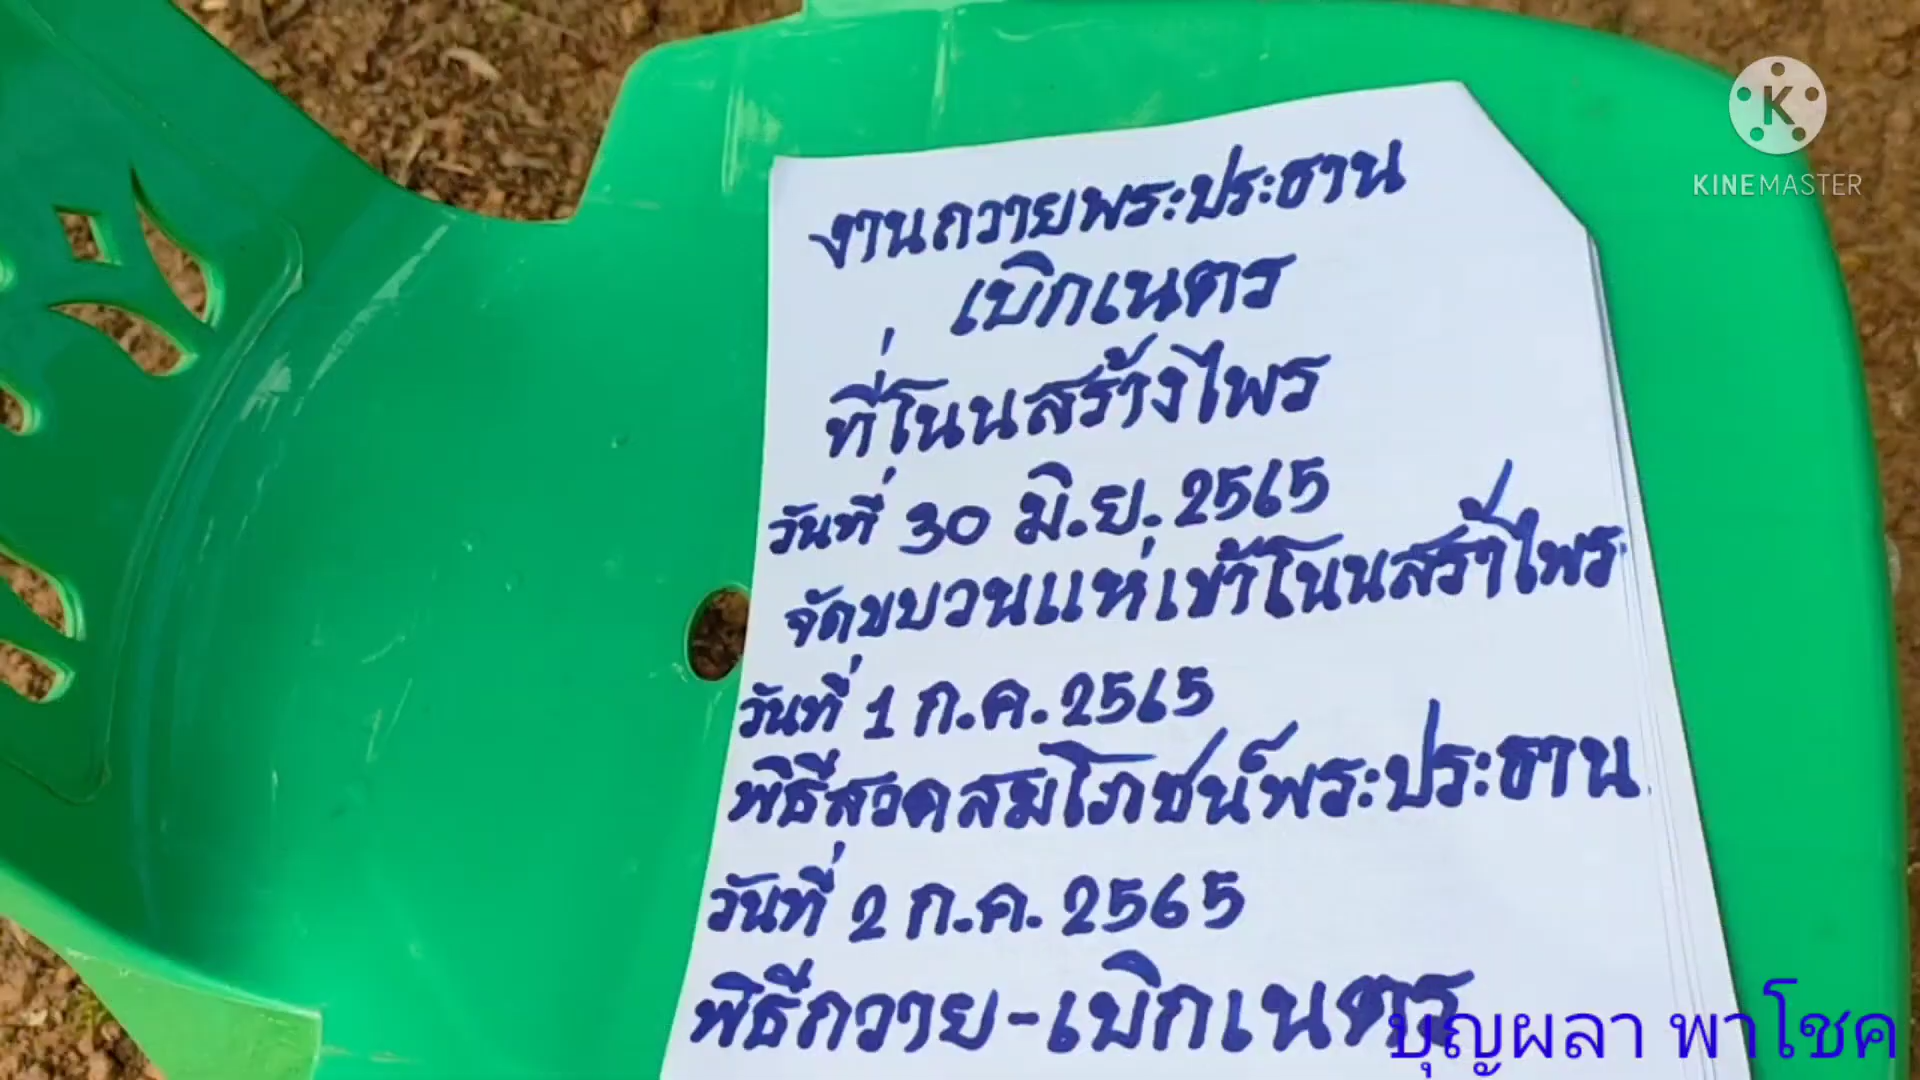 งานถวายพระประธาน
เบิกเนตร
ที่โนนสร้างไพร
วันที่ 30 มิ.ย. 2565
จัดขบวนแห่เข้าโนนสร้าไพร
วันที่ 1 ก.ค. 2565
พิธีสวดสมโภชน์พระประธาน
วันที่ 2 ก.ค. 2565
พิธีถวาย-เบิกเนตร
บุญผลา พาโชค
K
KINEMASTER